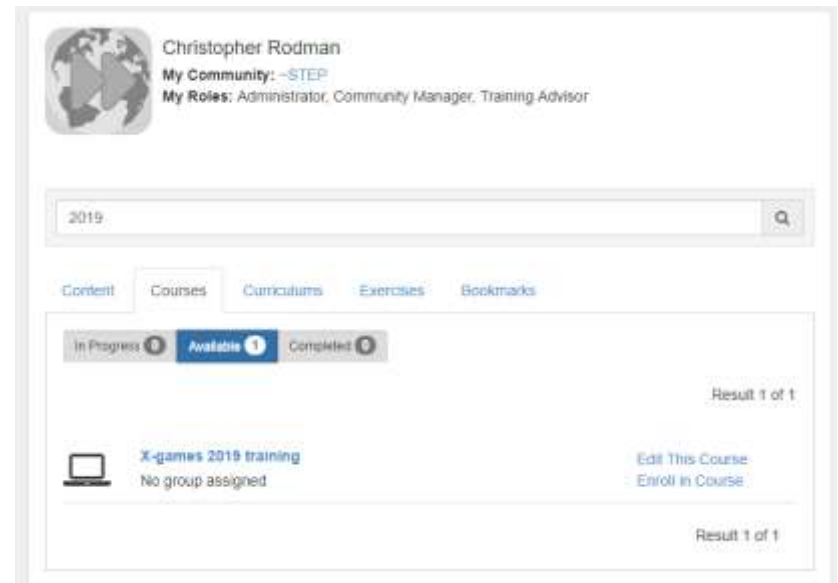 Christopher Rodman
My Community: ~STEP
My Roles: Administrator, Community Manager, Training Advisor
2019
Content Courses Curriculums Exercises Bookmarks
In Progress 0 Available 1 Completed 0
Result 1 of 1
X-games 2019 training Edit This Course
No group assigned Enroll in Course
Result 1 of 1